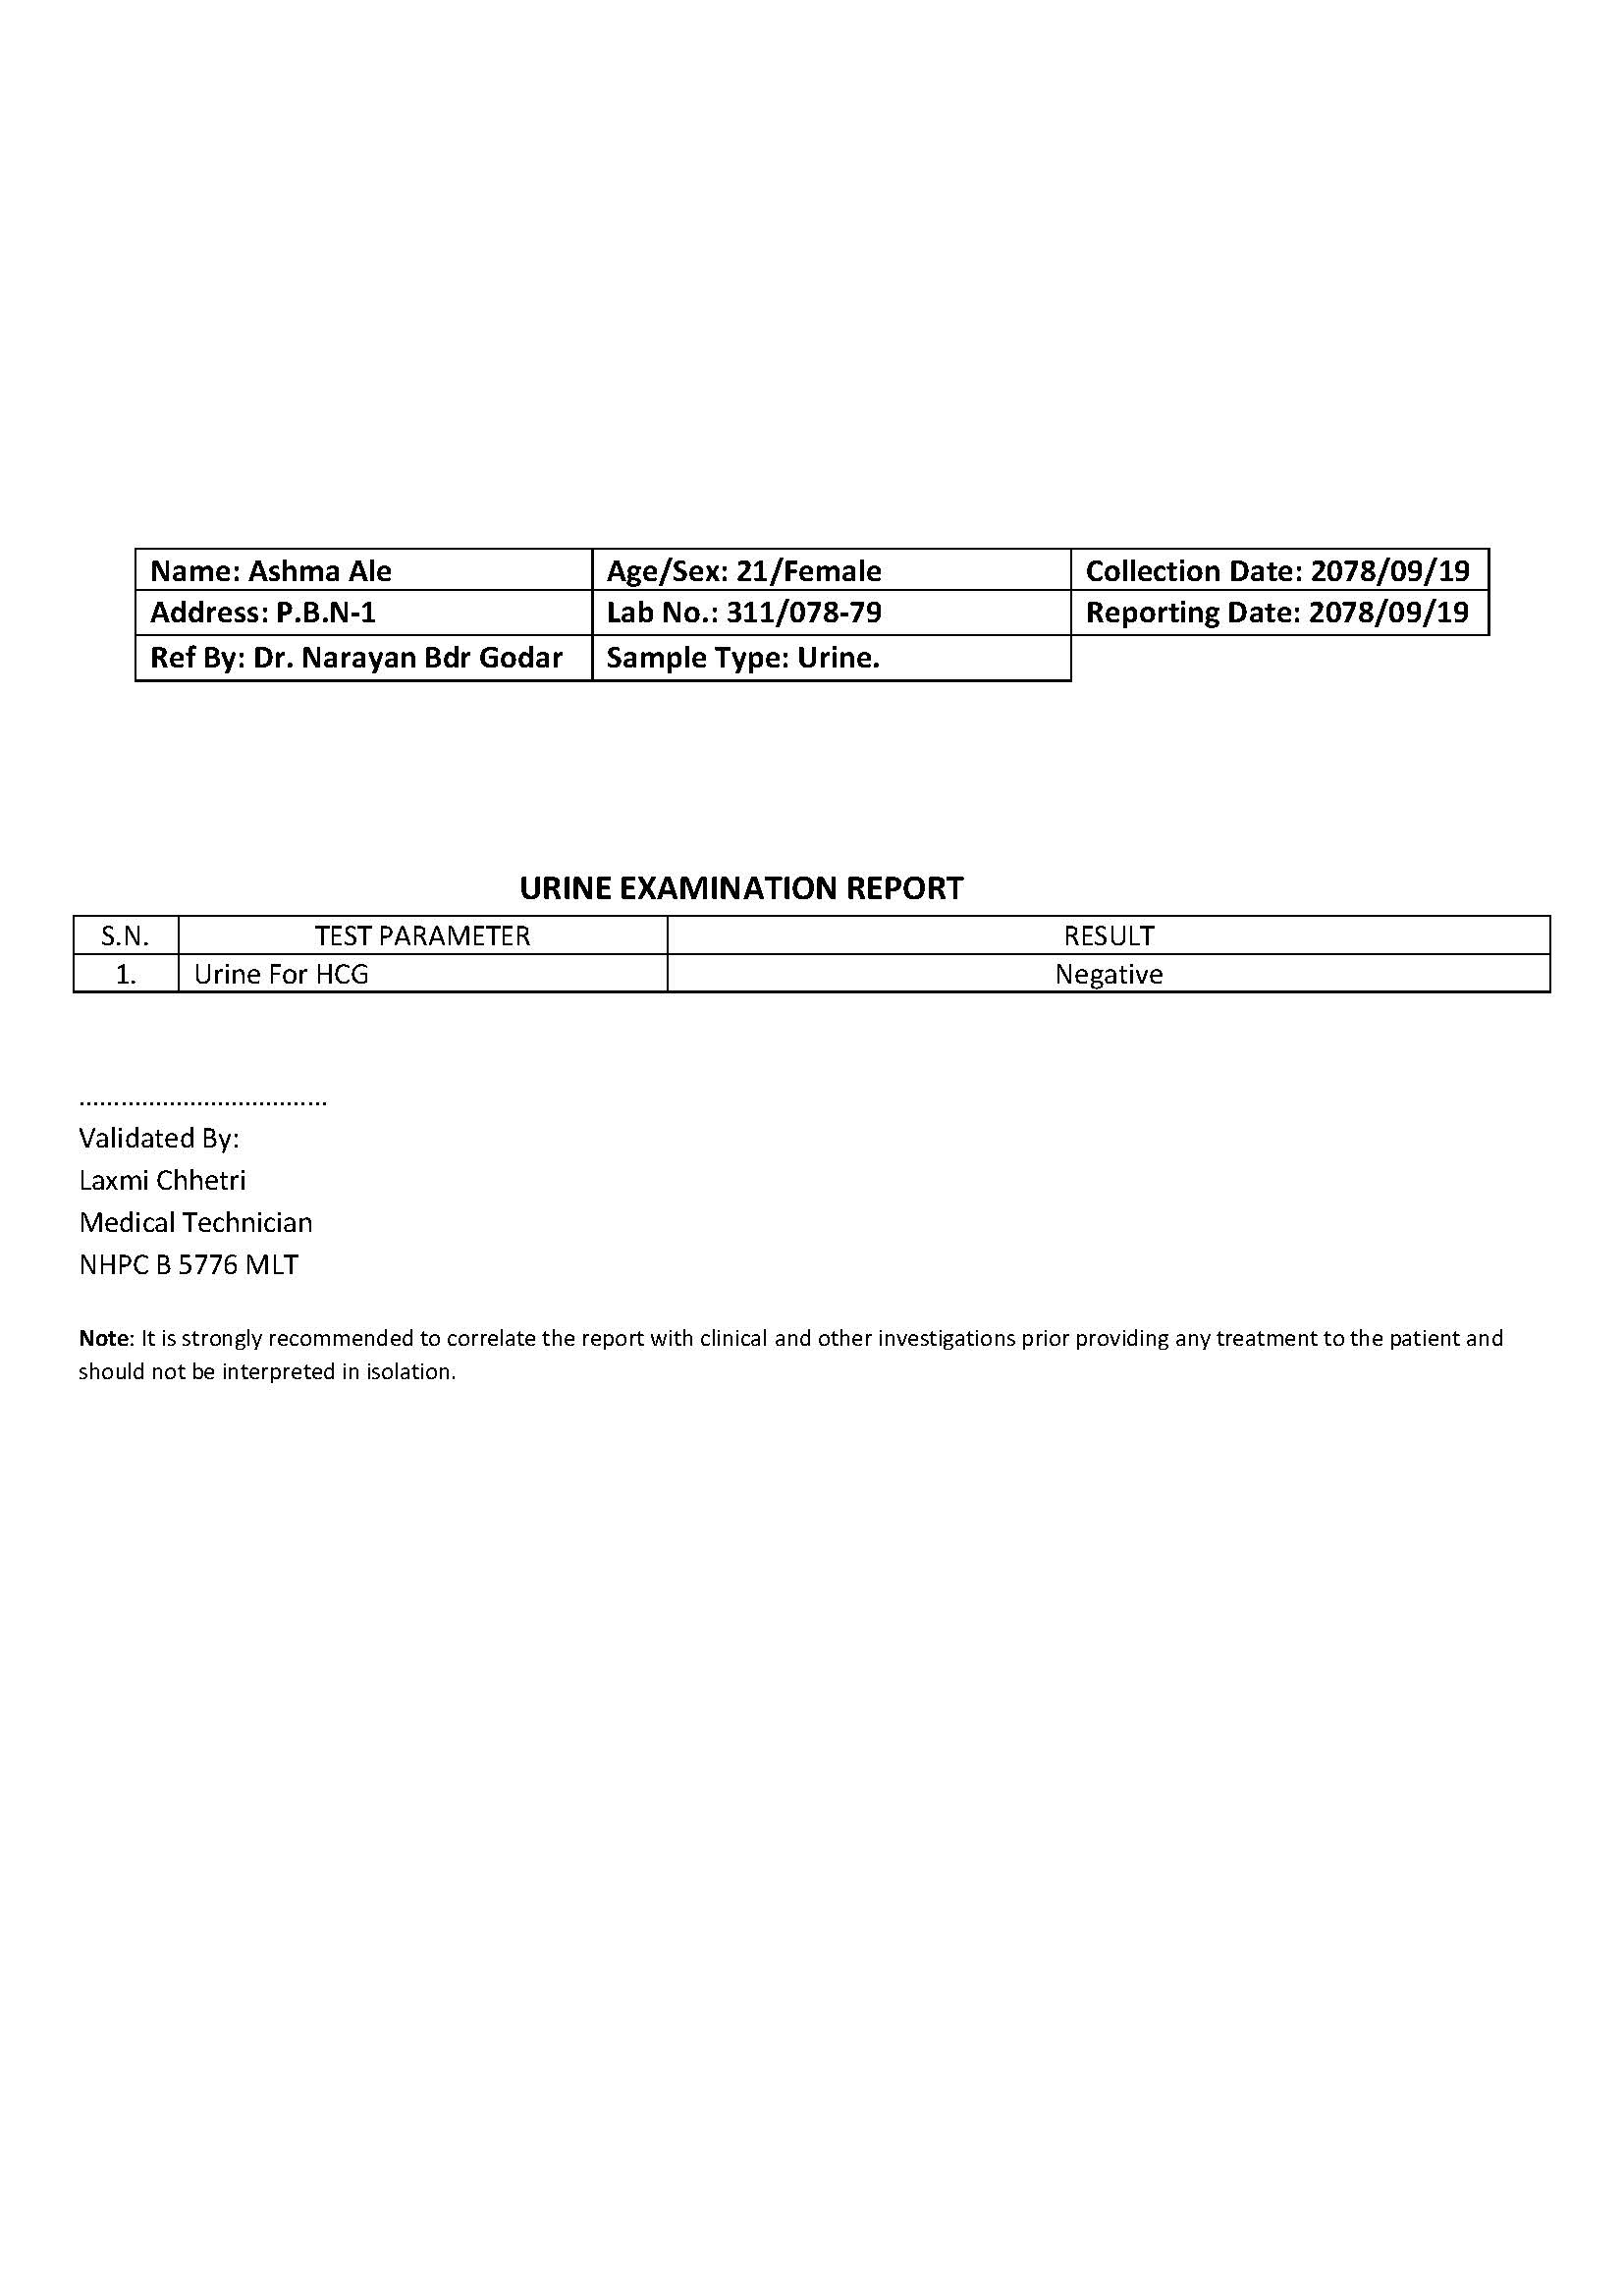 Name: Ashma Ale Age/Sex: 21/Female Collection Date: 2078/09/19
Address: P.B.N-1 Lab No.: 311/078-79 Reporting Date: 2078/09/19
Ref By: Dr. Narayan Bdr Godar Sample Type: Urine.
URINE EXAMINATION REPORT
S.N. TEST PARAMETER RESULT
1. Urine For HCG Negative
....................................
Validated By:
Laxmi Chhetri
Medical Technician
NHPC B 5776 MLT
Note: It is strongly recommended to correlate the report with clinical and other investigations prior providing any treatment to the patient and
should not be interpreted in isolation.